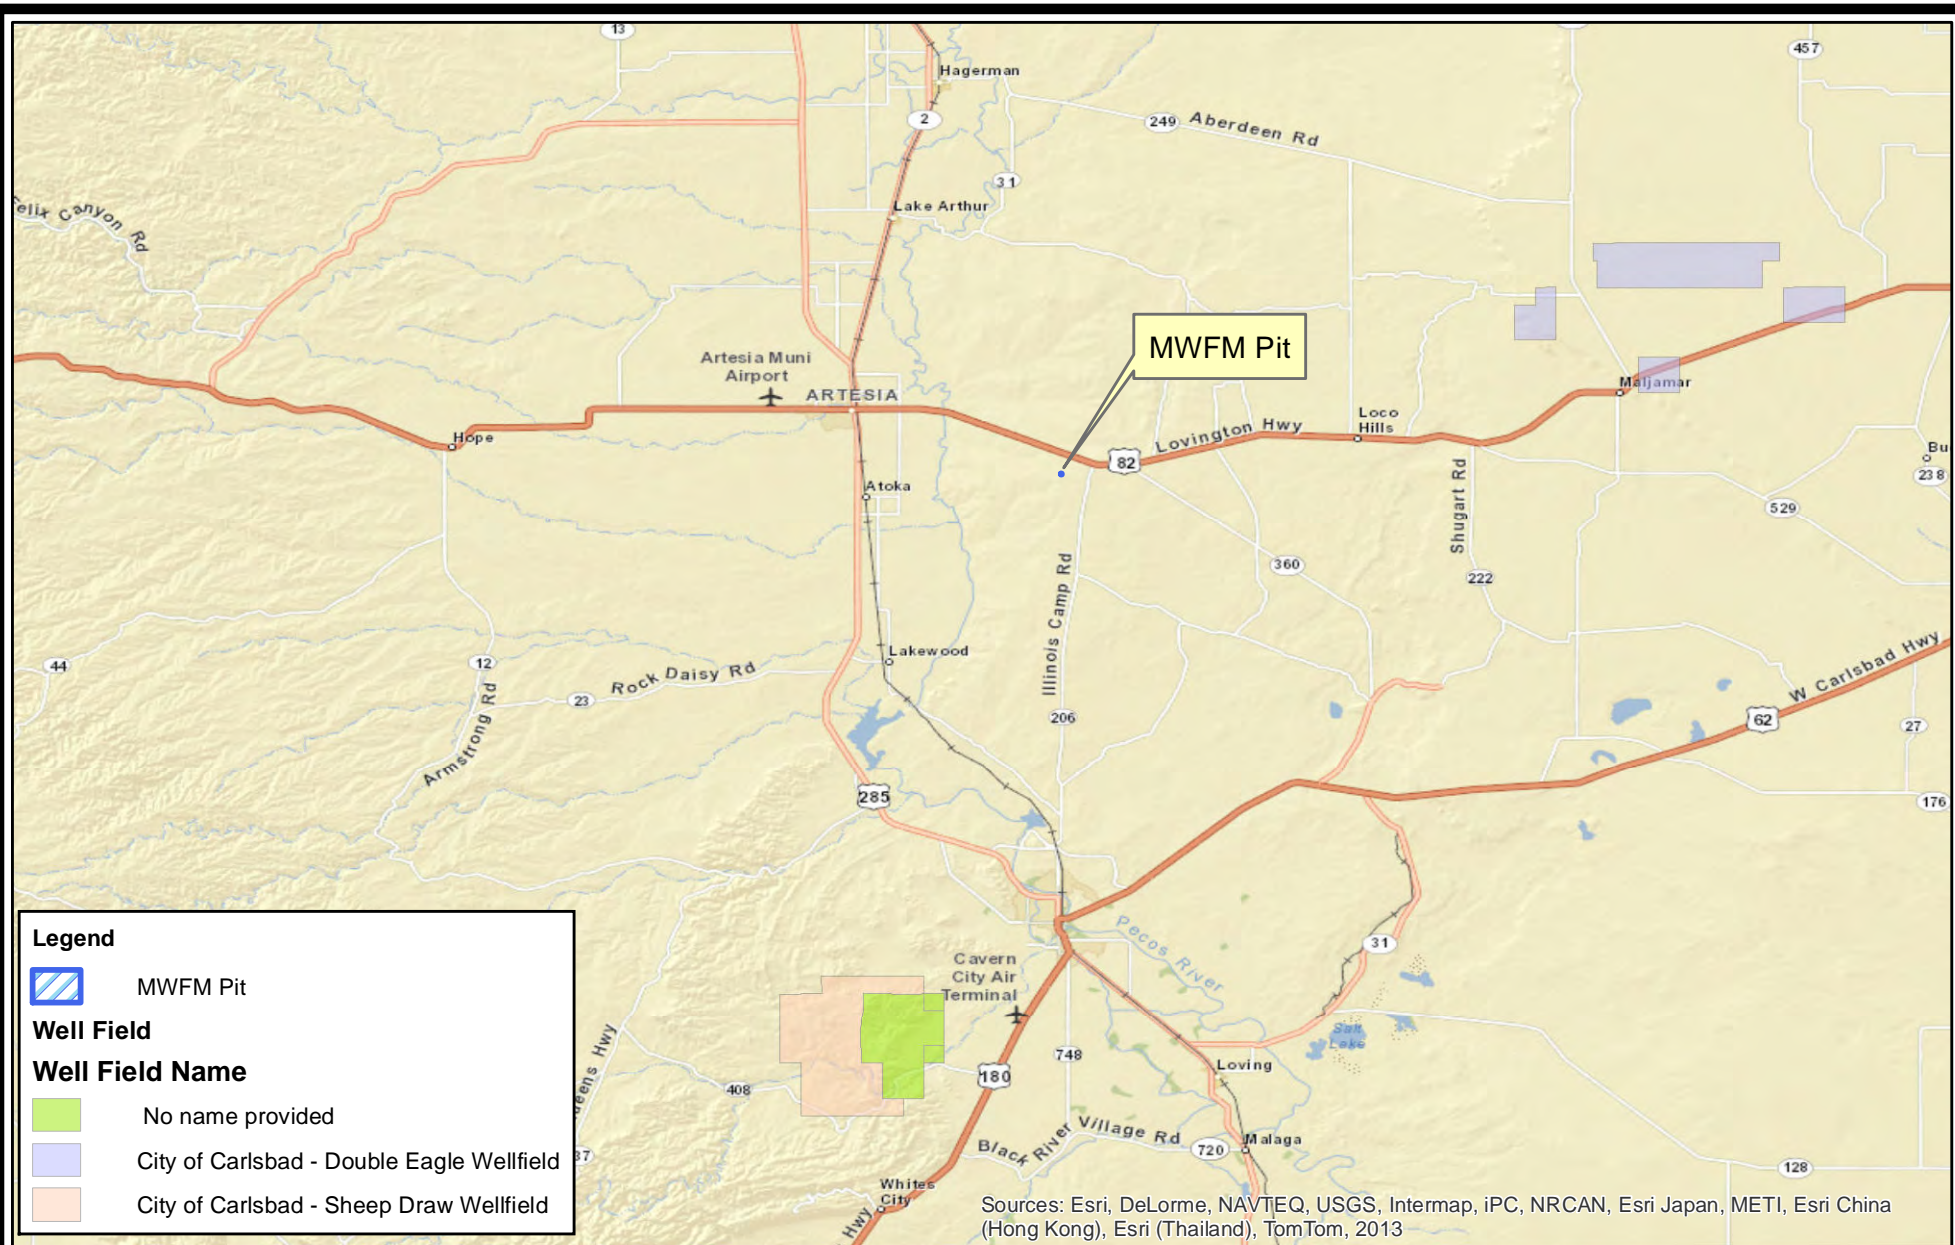 13
457
Hagerman
2
249 Aberdeen Rd
31
Lake Arthur
Felix Canyon Rd
MWFM Pit
Artesia Muni
Airport
ARTESIA
Maljamar
Loco
Hills
Lovington Hwy
Hope
82
Bu
238
Atoka
529
Shugart Rd
360
222
Illinois Camp Rd
Lakewood
44
12
Rock Daisy Rd
23
W Carlsbad Hwy
Armstrong Rd
206
62
27
285
176
Pecos River
31
Cavern
City Air
Terminal
Salt
Lake
748
Loving
180
408
eens Hwy
Black River Village Rd
720
Malaga
37
128
Whites
City
Hwy
Legend
MWFM Pit
Well Field
Well Field Name
No name provided
City of Carlsbad - Double Eagle Wellfield
City of Carlsbad - Sheep Draw Wellfield
Sources: Esri, DeLorme, NAVTEQ, USGS, Intermap, iPC, NRCAN, Esri Japan, METI, Esri China
(Hong Kong), Esri (Thailand), TomTom, 2013